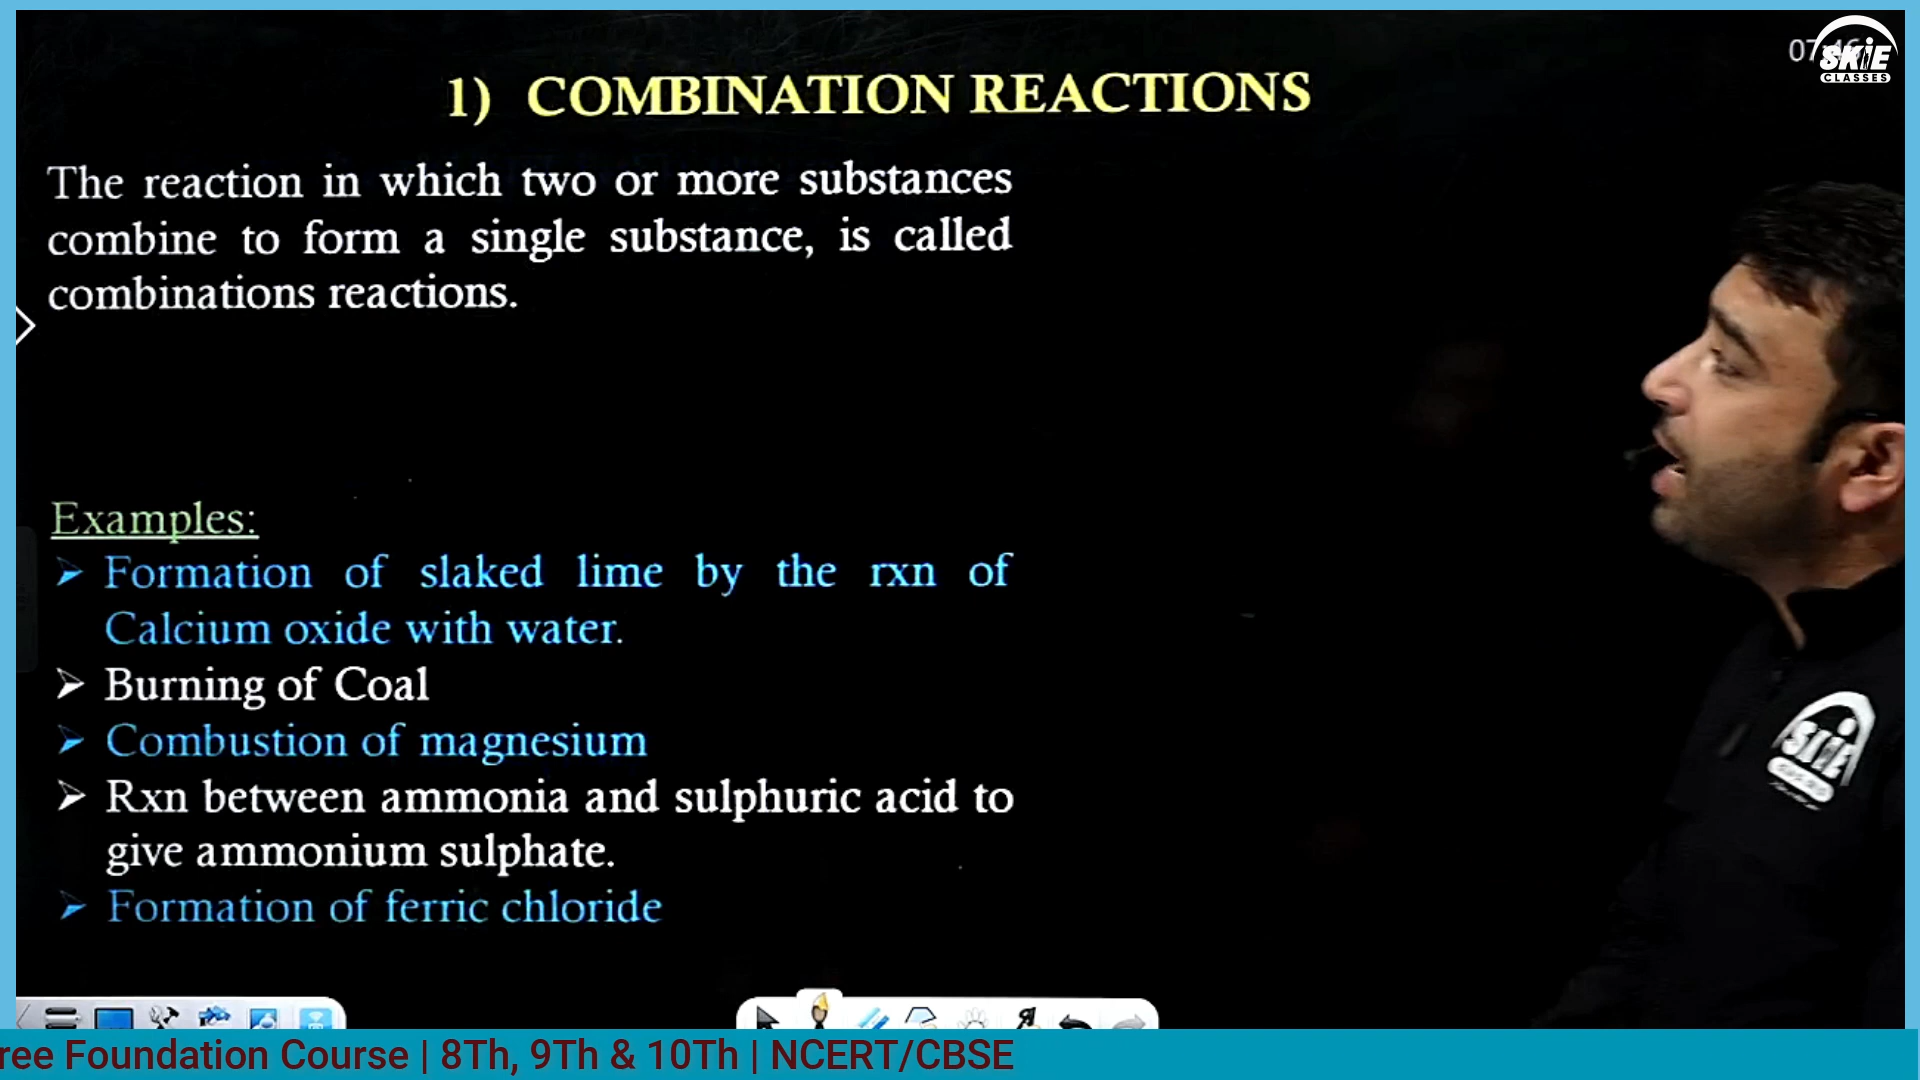 07:46
SKIE
CLASSES
1) COMBINATION REACTIONS
The reaction in which two or more substances
combine to form a single substance, is called
combinations reactions.
Examples:
➤ Formation of slaked lime by the rxn of
Calcium oxide with water.
➤ Burning of Coal
➤ Combustion of magnesium
➤ Rxn between ammonia and sulphuric acid to
give ammonium sulphate.
➤ Formation of ferric chloride
SKIE
ree Foundation Course | 8Th, 9Th & 10Th | NCERT/CBSE